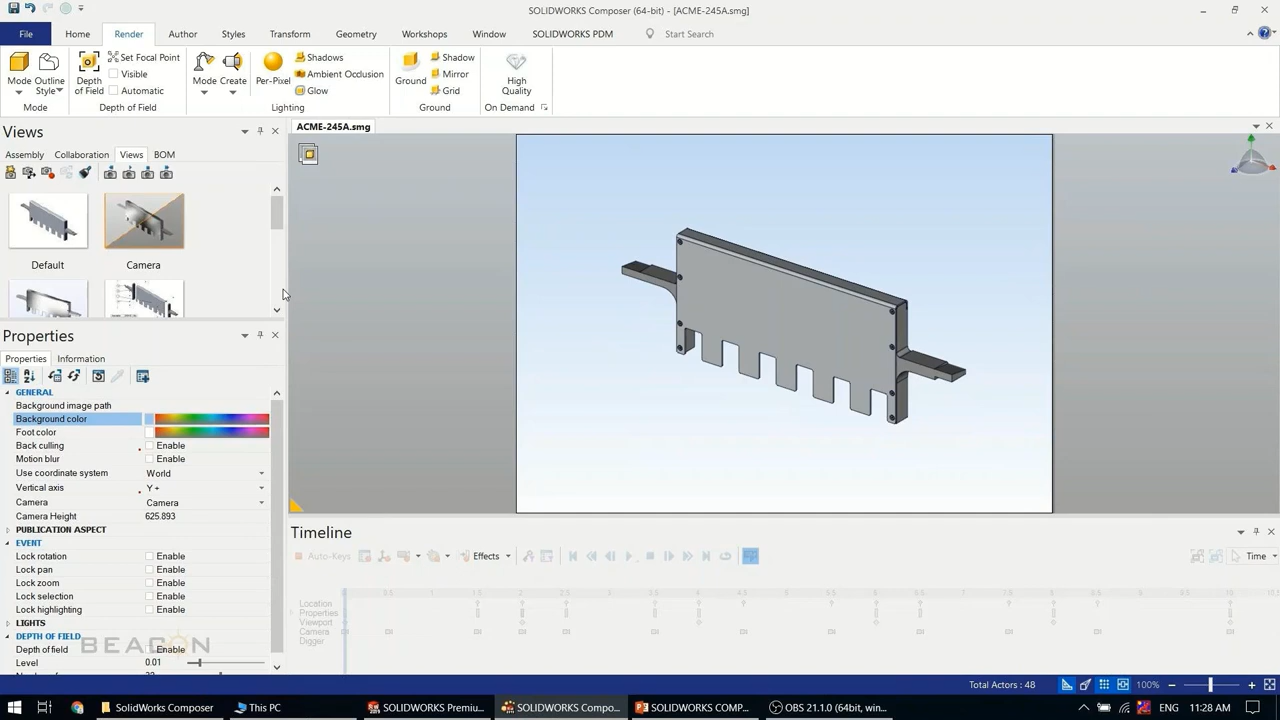 SOLIDWORKS Composer (64-bit) - [ACME-245A.smg]
File Home Render Author Styles Transform Geometry Workshops Window SOLIDWORKS PDM Start Search
Set Focal Point Shadows Shadow
Visible Ambient Occlusion Mirror
Automatic Glow Grid
Mode Outline Style Depth of Field Mode Create Per-Pixel Ground High Quality
Mode Depth of Field Lighting Ground On Demand
Views
ACME-245A.smg
Assembly Collaboration Views BOM
Default Camera
Properties
Properties Information
GENERAL
Background image path
Background color
Foot color
Back culling Enable
Motion blur Enable
Use coordinate system World
Vertical axis Y +
Camera Camera
Camera Height 625.893
PUBLICATION ASPECT
EVENT
Lock rotation Enable
Lock pan Enable
Lock zoom Enable
Lock selection Enable
Lock highlighting Enable
LIGHTS
DEPTH OF FIELD
BEACON
Depth of field Enable
Level 0.01
Timeline
Auto-Keys Effects Time
Location
Properties
Viewport
Camera
Digger
Total Actors : 48 100%
SolidWorks Composer This PC SOLIDWORKS Premiu... SOLIDWORKS Compo... SOLIDWORKS COMP... OBS 21.1.0 (64bit, win... ENG 11:28 AM